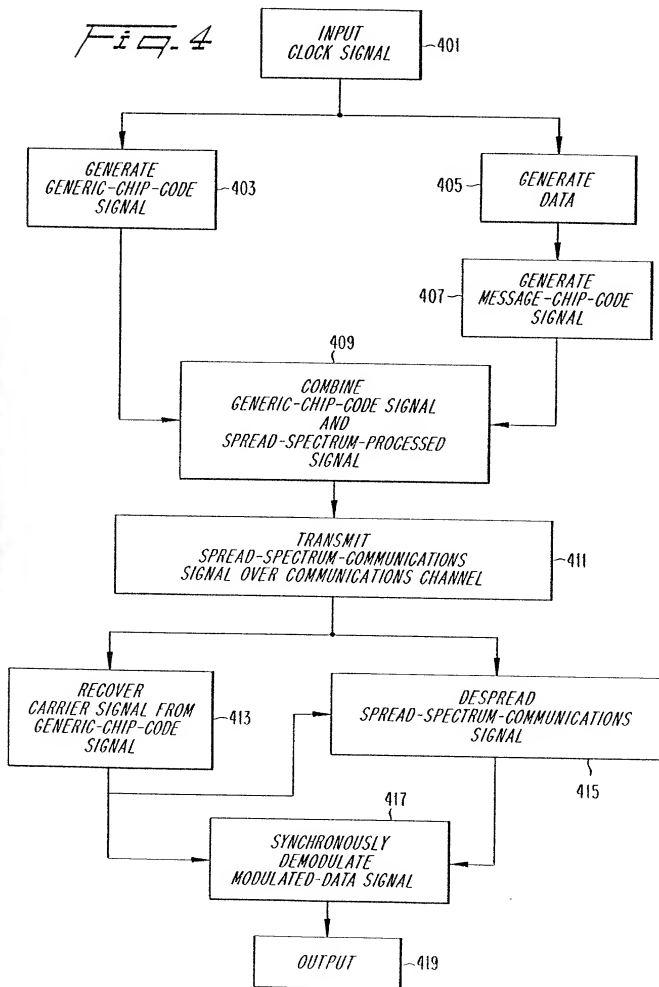 Fig. 4
INPUT
CLOCK SIGNAL
401
GENERATE
GENERIC-CHIP-CODE
SIGNAL
403
405
GENERATE
DATA
407
GENERATE
MESSAGE-CHIP-CODE
SIGNAL
409
COMBINE
GENERIC-CHIP-CODE SIGNAL
AND
SPREAD-SPECTRUM-PROCESSED
SIGNAL
TRANSMIT
SPREAD-SPECTRUM-COMMUNICATIONS
SIGNAL OVER COMMUNICATIONS CHANNEL
411
RECOVER
CARRIER SIGNAL FROM
GENERIC-CHIP-CODE
SIGNAL
413
DESPREAD
SPREAD-SPECTRUM-COMMUNICATIONS
SIGNAL
415
417
SYNCHRONOUSLY
DEMODULATE
MODULATED-DATA SIGNAL
OUTPUT
419